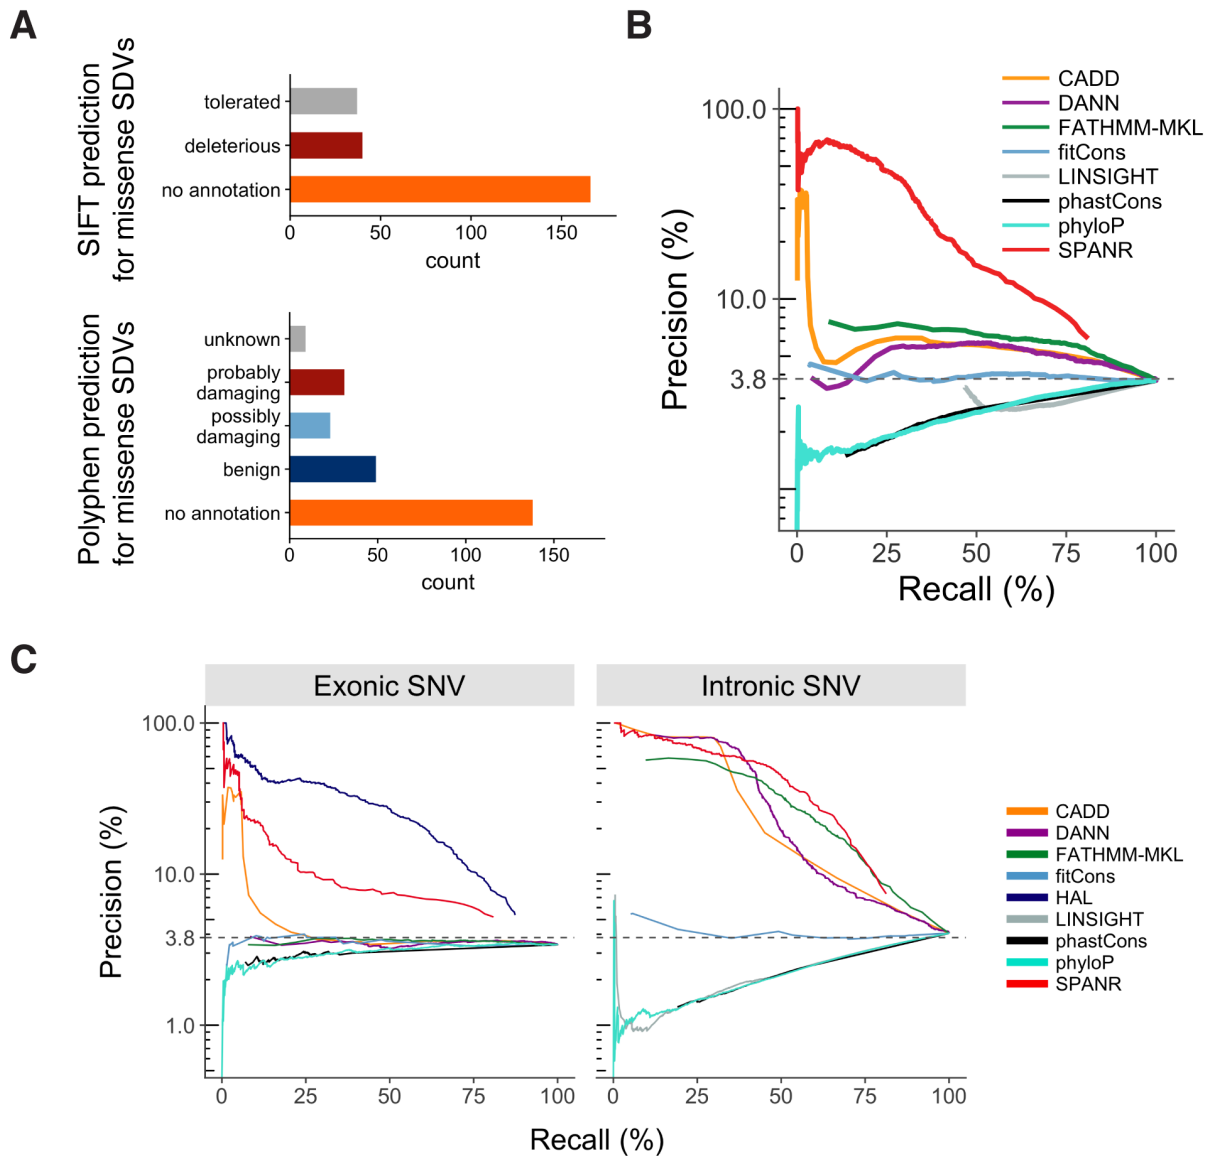 A
SIFT prediction
for missense SDVs
tolerated
deleterious
no annotation
0 50 100 150
count
Polyphen prediction
for missense SDVs
unknown
probably
damaging
possibly
damaging
benign
no annotation
0 50 100 150
count
B
Precision (%)
100.0
10.0
3.8
0 25 50 75 100
Recall (%)
CADD
DANN
FATHMM-MKL
fitCons
LINSIGHT
phastCons
phyloP
SPANR
C
Exonic SNV
Intronic SNV
Precision (%)
100.0
10.0
3.8
1.0
0 25 50 75 100
0 25 50 75 100
Recall (%)
CADD
DANN
FATHMM-MKL
fitCons
HAL
LINSIGHT
phastCons
phyloP
SPANR